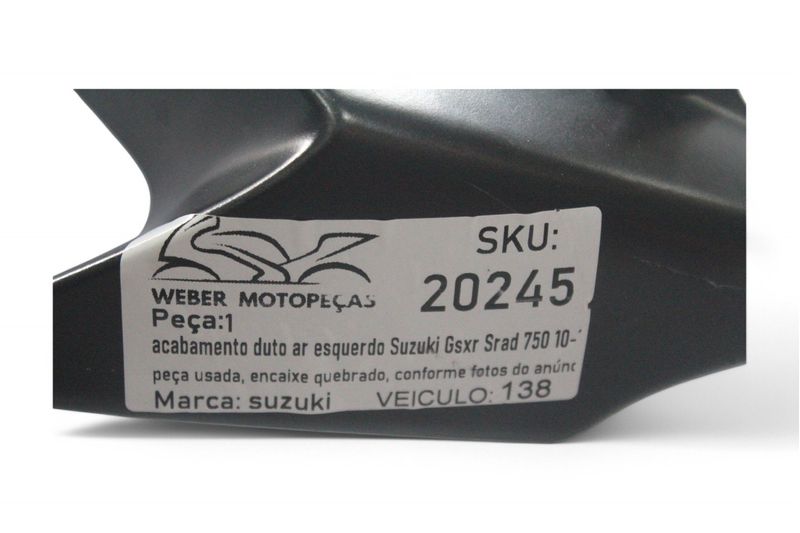 SKU:
20245
WEBER MOTOPEÇAS
Peça:1
acabamento duto ar esquerdo Suzuki Gsxr Srad 750 10-
peça usada, encaixe quebrado, conforme fotos do anúnc
Marca: suzuki VEICULO: 138